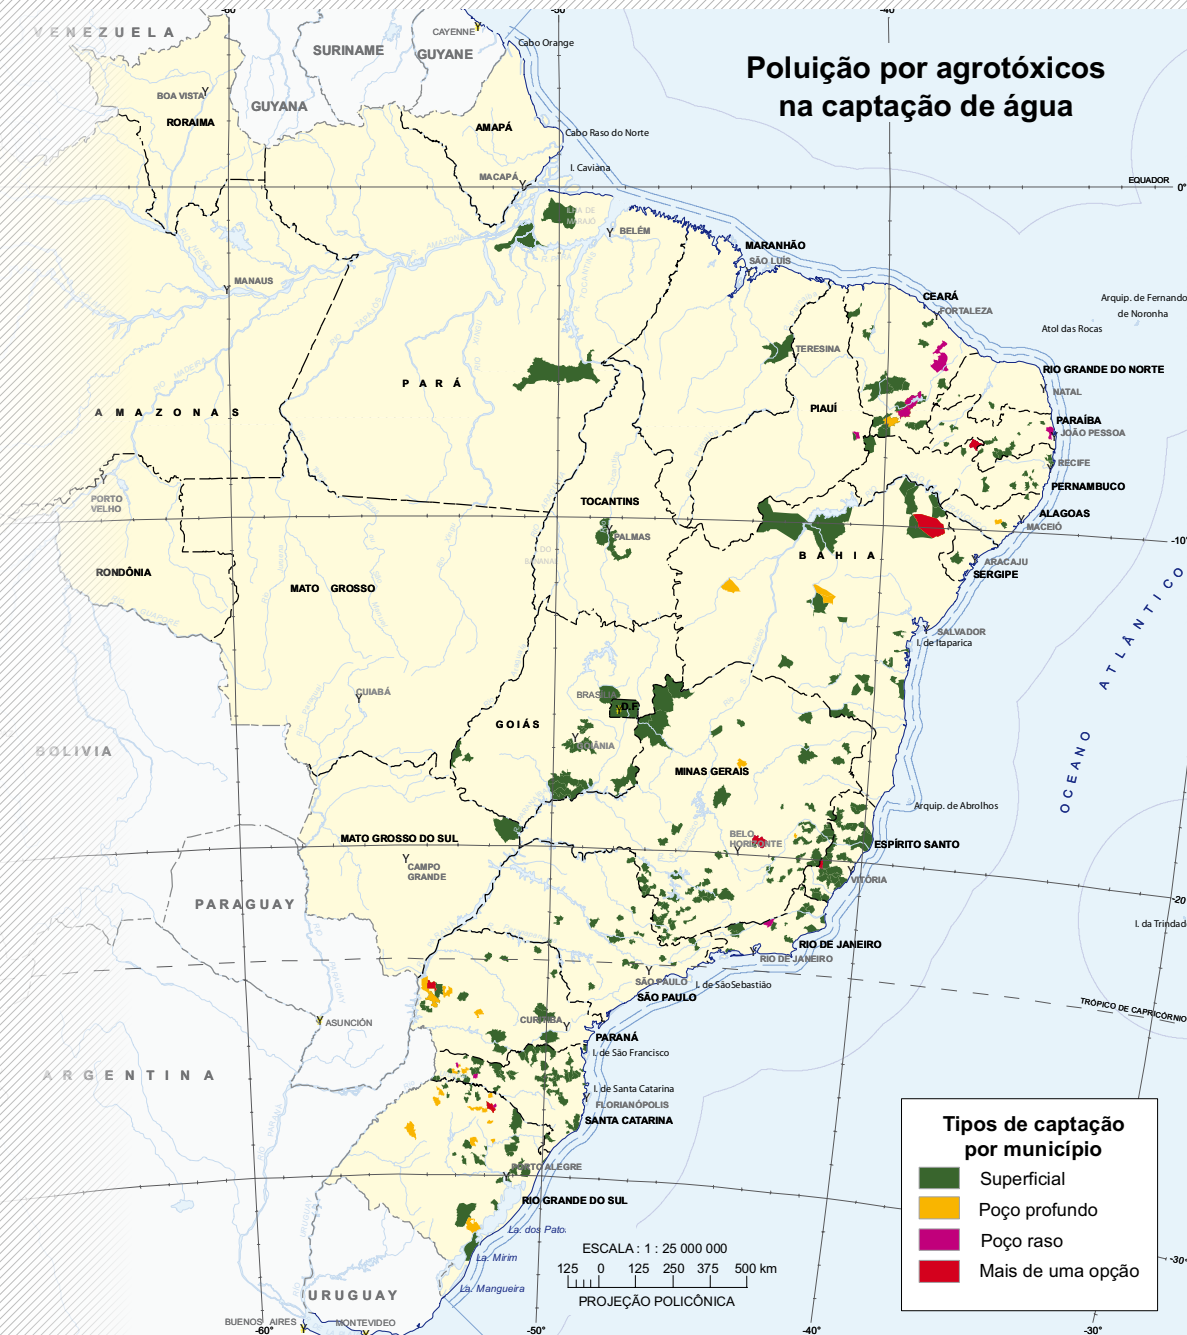 -60°
-50°
-40°
VENEZUELA
CAYENNE
Cabo Orange
SURINAME
GUYANE
Poluição por agrotóxicos
na captação de água
BOA VISTA
GUYANA
RORAIMA
AMAPÁ
Cabo Raso do Norte
I. Caviana
MACAPÁ
EQUADOR
0°
ILHA DE
MARAJÓ
BELÉM
MARANHÃO
SÃO LUÍS
MANAUS
CEARÁ
FORTALEZA
Arquip. de Fernando
de Noronha
Atol das Rocas
TERESINA
RIO GRANDE DO NORTE
NATAL
PARÁ
AMAZONAS
PIAUÍ
PARAÍBA
JOÃO PESSOA
RECIFE
PERNAMBUCO
PORTO
VELHO
TOCANTINS
ALAGOAS
MACEIÓ
PALMAS
BAHIA
-10°
ARACAJU
SERGIPE
RONDÔNIA
MATO GROSSO
SALVADOR
I. de Itaparica
OCEANO ATLÂNTICO
CUIABÁ
BRASÍLIA
D.F.
GOIÁS
GOIÂNIA
BOLIVIA
MINAS GERAIS
Arquip. de Abrolhos
MATO GROSSO DO SUL
BELO
HORIZONTE
ESPÍRITO SANTO
CAMPO
GRANDE
VITÓRIA
PARAGUAY
-20
I. da Trindad
RIO DE JANEIRO
RIO DE JANEIRO
SÃO PAULO
I. de SãoSebastião
SÃO PAULO
TRÓPICO DE CAPRICÓRNIO
ASUNCIÓN
CURITIBA
PARANÁ
I. de São Francisco
ARGENTINA
I. de Santa Catarina
FLORIANÓPOLIS
SANTA CATARINA
PORTO ALEGRE
RIO GRANDE DO SUL
La. dos Patos
La. Mirim
La. Mangueira
URUGUAY
BUENOS AIRES
MONTEVIDEO
ESCALA : 1 : 25 000 000
125 0 125 250 375 500 km
PROJEÇÃO POLICÔNICA
Tipos de captação
por município
Superficial
Poço profundo
Poço raso
Mais de uma opção
-30°
-60°
-50°
-40°
-30°